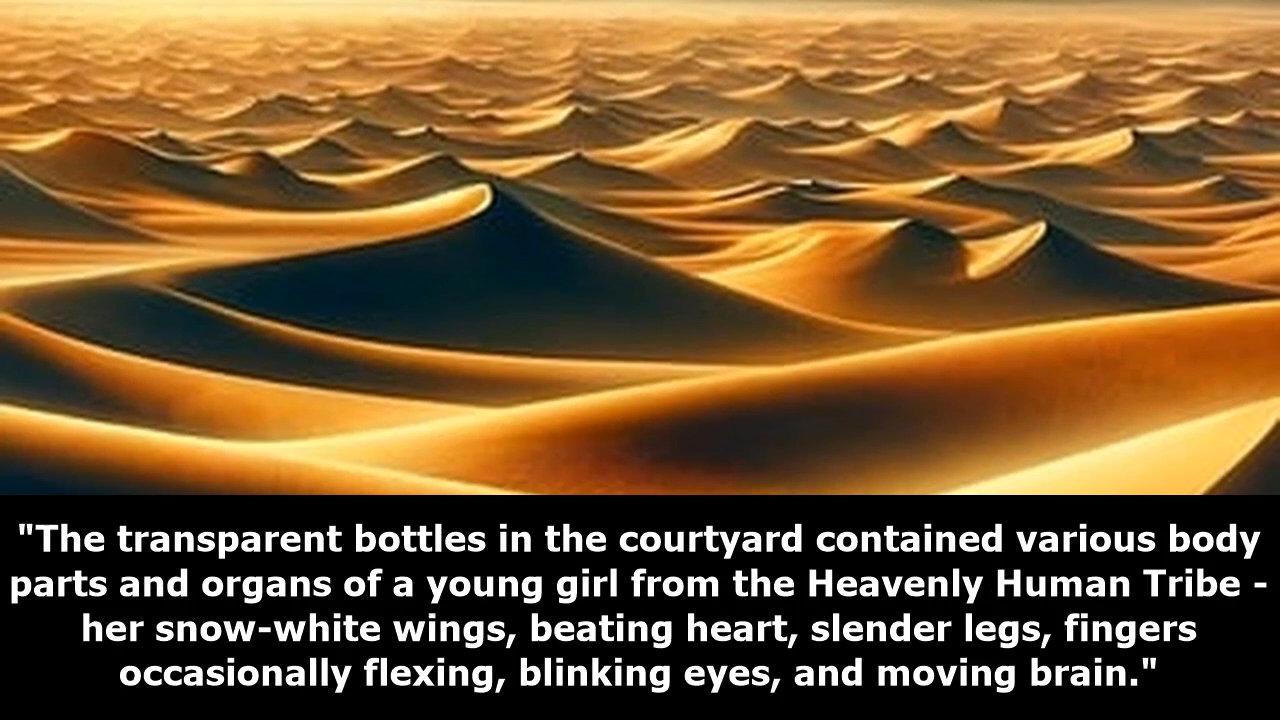 "The transparent bottles in the courtyard contained various body
parts and organs of a young girl from the Heavenly Human Tribe -
her snow-white wings, beating heart, slender legs, fingers
occasionally flexing, blinking eyes, and moving brain."